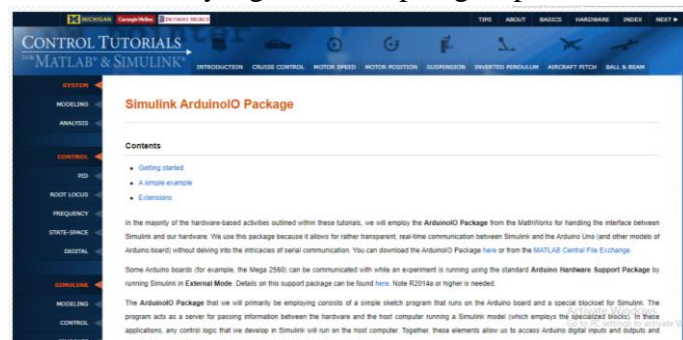 MICHIGAN Carnegie Mellon DETROIT MERCY
TIPS ABOUT BASICS HARDWARE INDEX NEXT ►
CONTROL TUTORIALS
FOR MATLAB® & SIMULINK®
INTRODUCTION CRUISE CONTROL MOTOR SPEED MOTOR POSITION SUSPENSION INVERTED PENDULUM AIRCRAFT PITCH BALL & BEAM
SYSTEM
MODELING
ANALYSIS
CONTROL
PID
ROOT LOCUS
FREQUENCY
STATE-SPACE
DIGITAL
SIMULINK
MODELING
CONTROL
Simulink ArduinoIO Package
Contents
• Getting started
• A simple example
• Extensions
In the majority of the hardware-based activities outlined within these tutorials, we will employ the ArduinoIO Package from the MathWorks for handling the interface between
Simulink and our hardware. We use this package because it allows for rather transparent, real-time communication between Simulink and the Arduino Uno (and other models of
Arduino board) without delving into the intricacies of serial communication. You can download the ArduinoIO Package here or from the MATLAB Central File Exchange.
Some Arduino boards (for example, the Mega 2560) can be communicated with while an experiment is running using the standard Arduino Hardware Support Package by
running Simulink in External Mode. Details on this support package can be found here. Note R2014a or higher is needed.
The ArduinoIO Package that we will primarily be employing consists of a simple sketch program that runs on the Arduino board and a special blockset for Simulink. The
program acts as a server for passing information between the hardware and the host computer running a Simulink model (which employs the specialized blocks). In these
applications, any control logic that we develop in Simulink will run on the host computer. Together, these elements allow us to access Arduino digital inputs and outputs and
Activate Windows
Go to PC settings to activate W